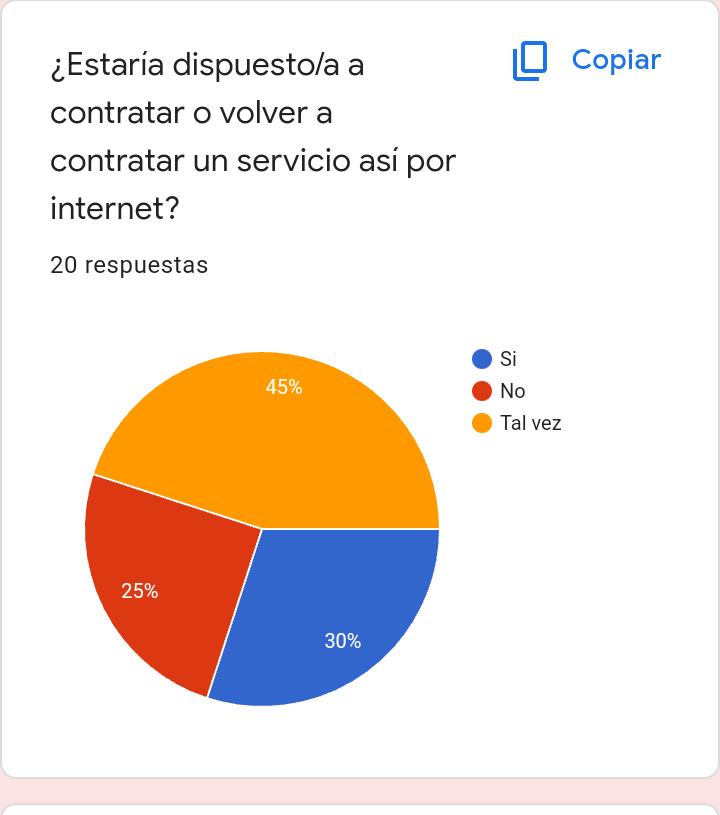 ¿Estaría dispuesto/a a
contratar o volver a
contratar un servicio así por
internet?
Copiar
20 respuestas
Si
No
Tal vez
45%
25%
30%